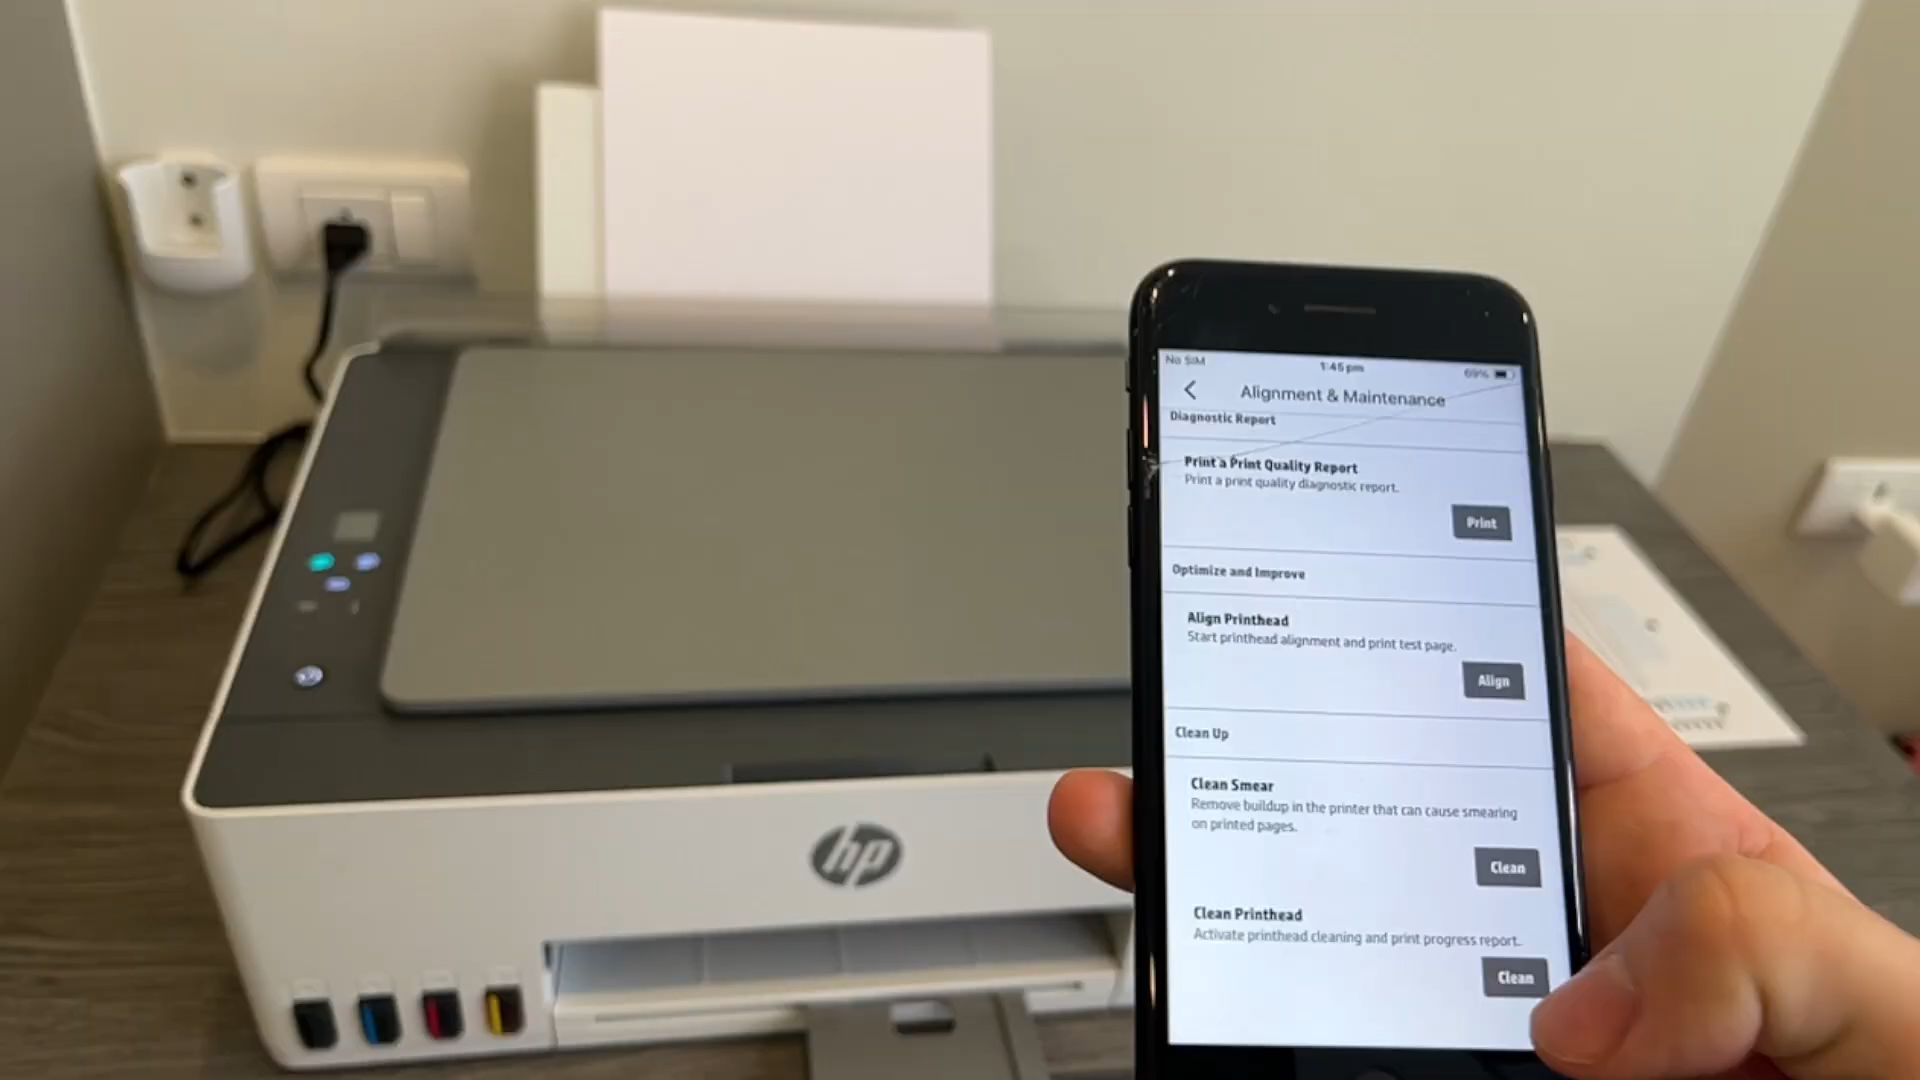 No SIM
1:45 pm
69%
Alignment & Maintenance
Diagnostic Report
Print a Print Quality Report
Print a print quality diagnostic report.
Print
Optimize and Improve
Align Printhead
Start printhead alignment and print test page.
Align
Clean Up
Clean Smear
Remove buildup in the printer that can cause smearing
on printed pages.
Clean
Clean Printhead
Activate printhead cleaning and print progress report.
Clean
hp